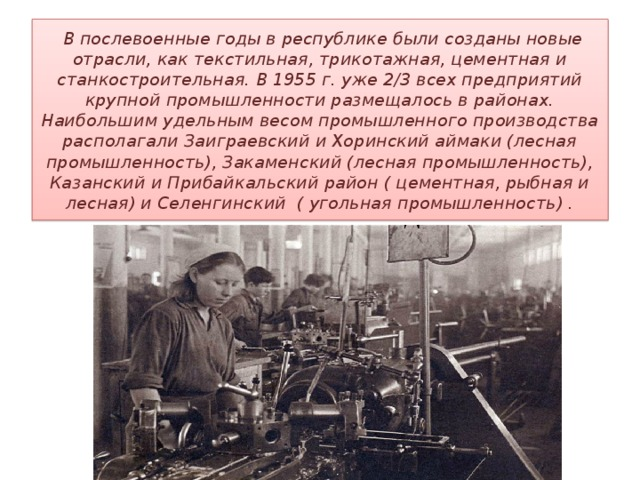 В послевоенные годы в республике были созданы новые
отрасли, как текстильная, трикотажная, цементная и
станкостроительная. В 1955 г. уже 2/3 всех предприятий
крупной промышленности размещалось в районах.
Наибольшим удельным весом промышленного производства
располагали Заиграевский и Хоринский аймаки (лесная
промышленность), Закаменский (лесная промышленность),
Казанский и Прибайкальский район ( цементная, рыбная и
лесная) и Селенгинский ( угольная промышленность) .